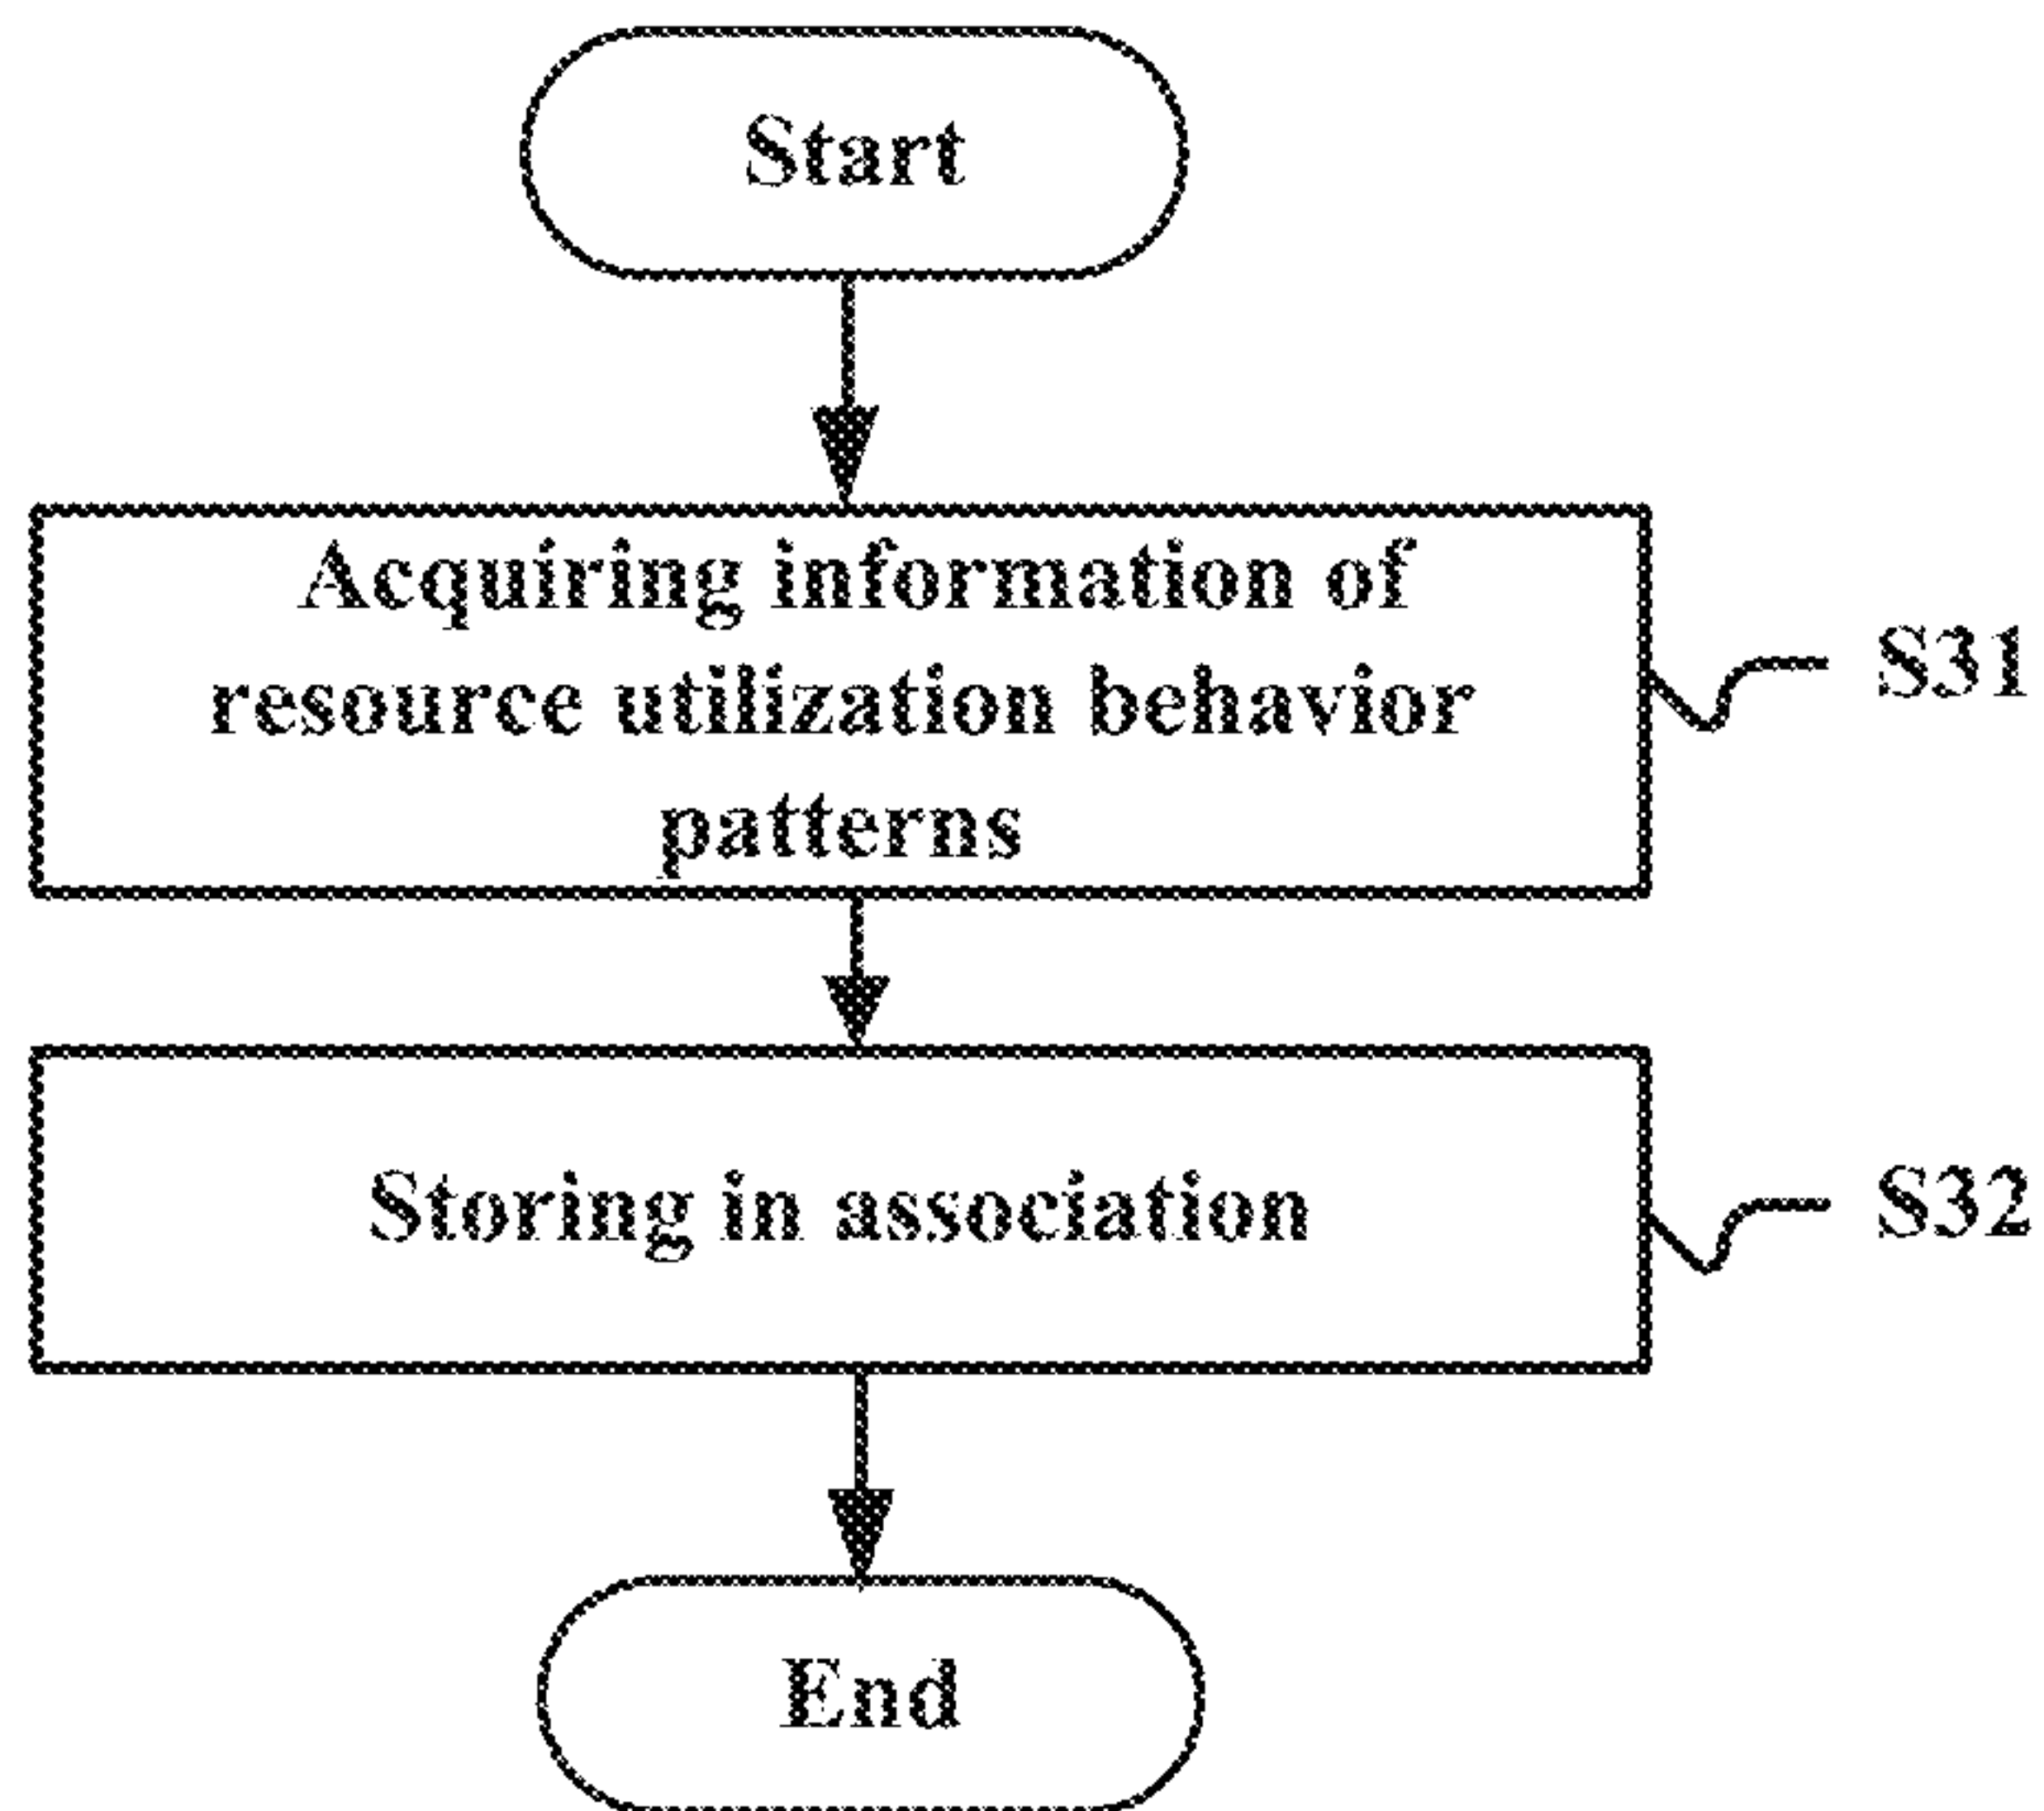 Start
Acquiring information of
resource utilization behavior
patterns
S31
Storing in association
S32
End